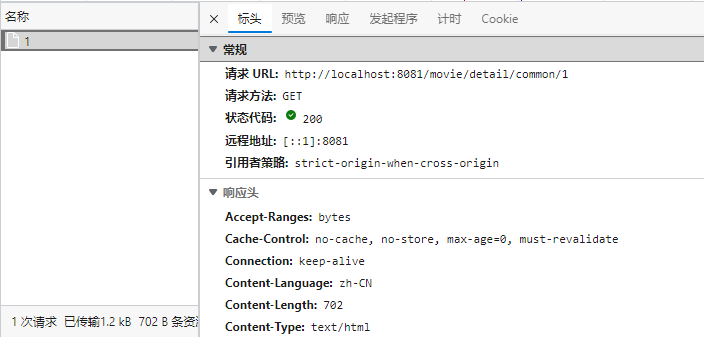 名称
标头 预览 响应 发起程序 计时 Cookie
1
常规
请求 URL: http://localhost:8081/movie/detail/common/1
请求方法: GET
状态代码: 200
远程地址: [::1]:8081
引用者策略: strict-origin-when-cross-origin
响应头
Accept-Ranges: bytes
Cache-Control: no-cache, no-store, max-age=0, must-revalidate
Connection: keep-alive
Content-Language: zh-CN
Content-Length: 702
Content-Type: text/html
1 次请求 已传输1.2 kB 702 B 条资